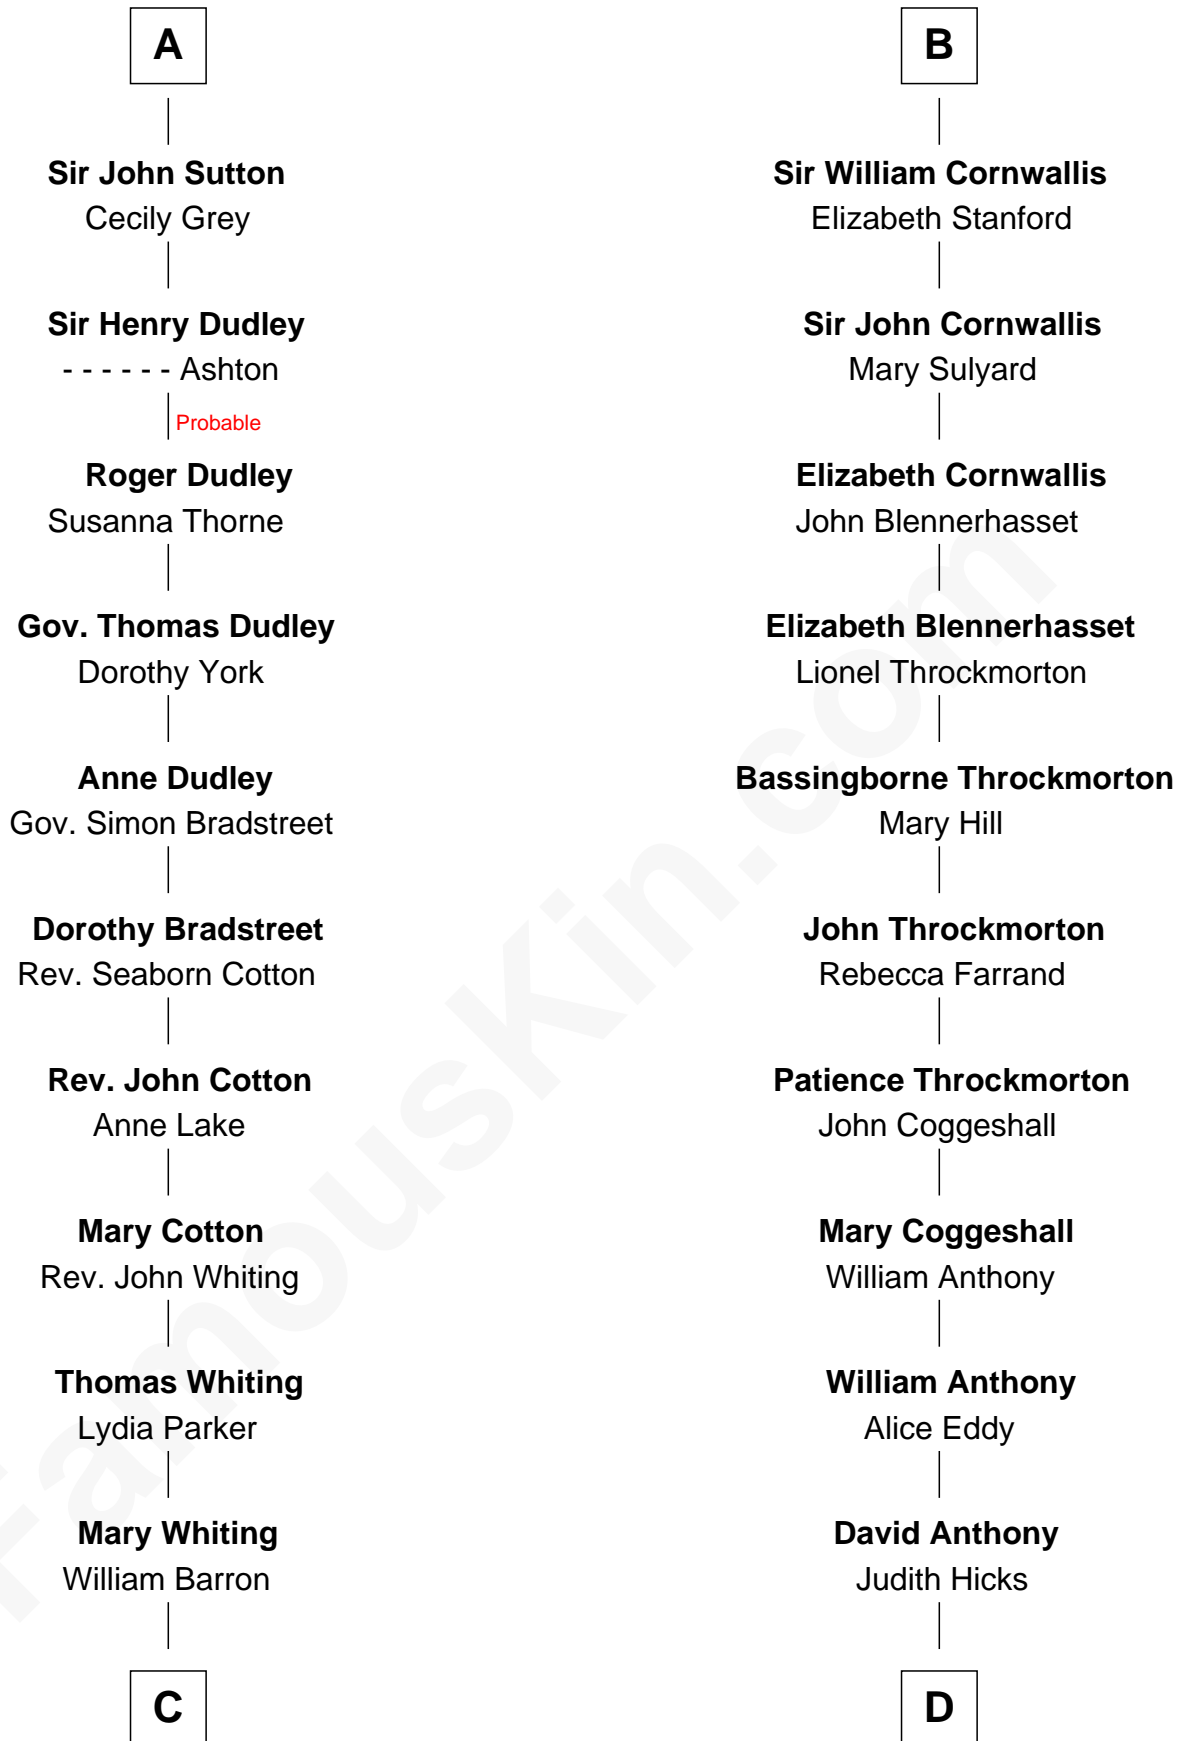 A
Sir John Sutton
Cecily Grey
Sir Henry Dudley
- - - - - - Ashton
Probable
Roger Dudley
Susanna Thorne
Gov. Thomas Dudley
Dorothy York
Anne Dudley
Gov. Simon Bradstreet
Dorothy Bradstreet
Rev. Seaborn Cotton
Rev. John Cotton
Anne Lake
Mary Cotton
Rev. John Whiting
Thomas Whiting
Lydia Parker
Mary Whiting
William Barron
C
B
Sir William Cornwallis
Elizabeth Stanford
Sir John Cornwallis
Mary Sulyard
Elizabeth Cornwallis
John Blennerhasset
Elizabeth Blennerhasset
Lionel Throckmorton
Bassingborne Throckmorton
Mary Hill
John Throckmorton
Rebecca Farrand
Patience Throckmorton
John Coggeshall
Mary Coggeshall
William Anthony
William Anthony
Alice Eddy
David Anthony
Judith Hicks
D
FamousKin.com